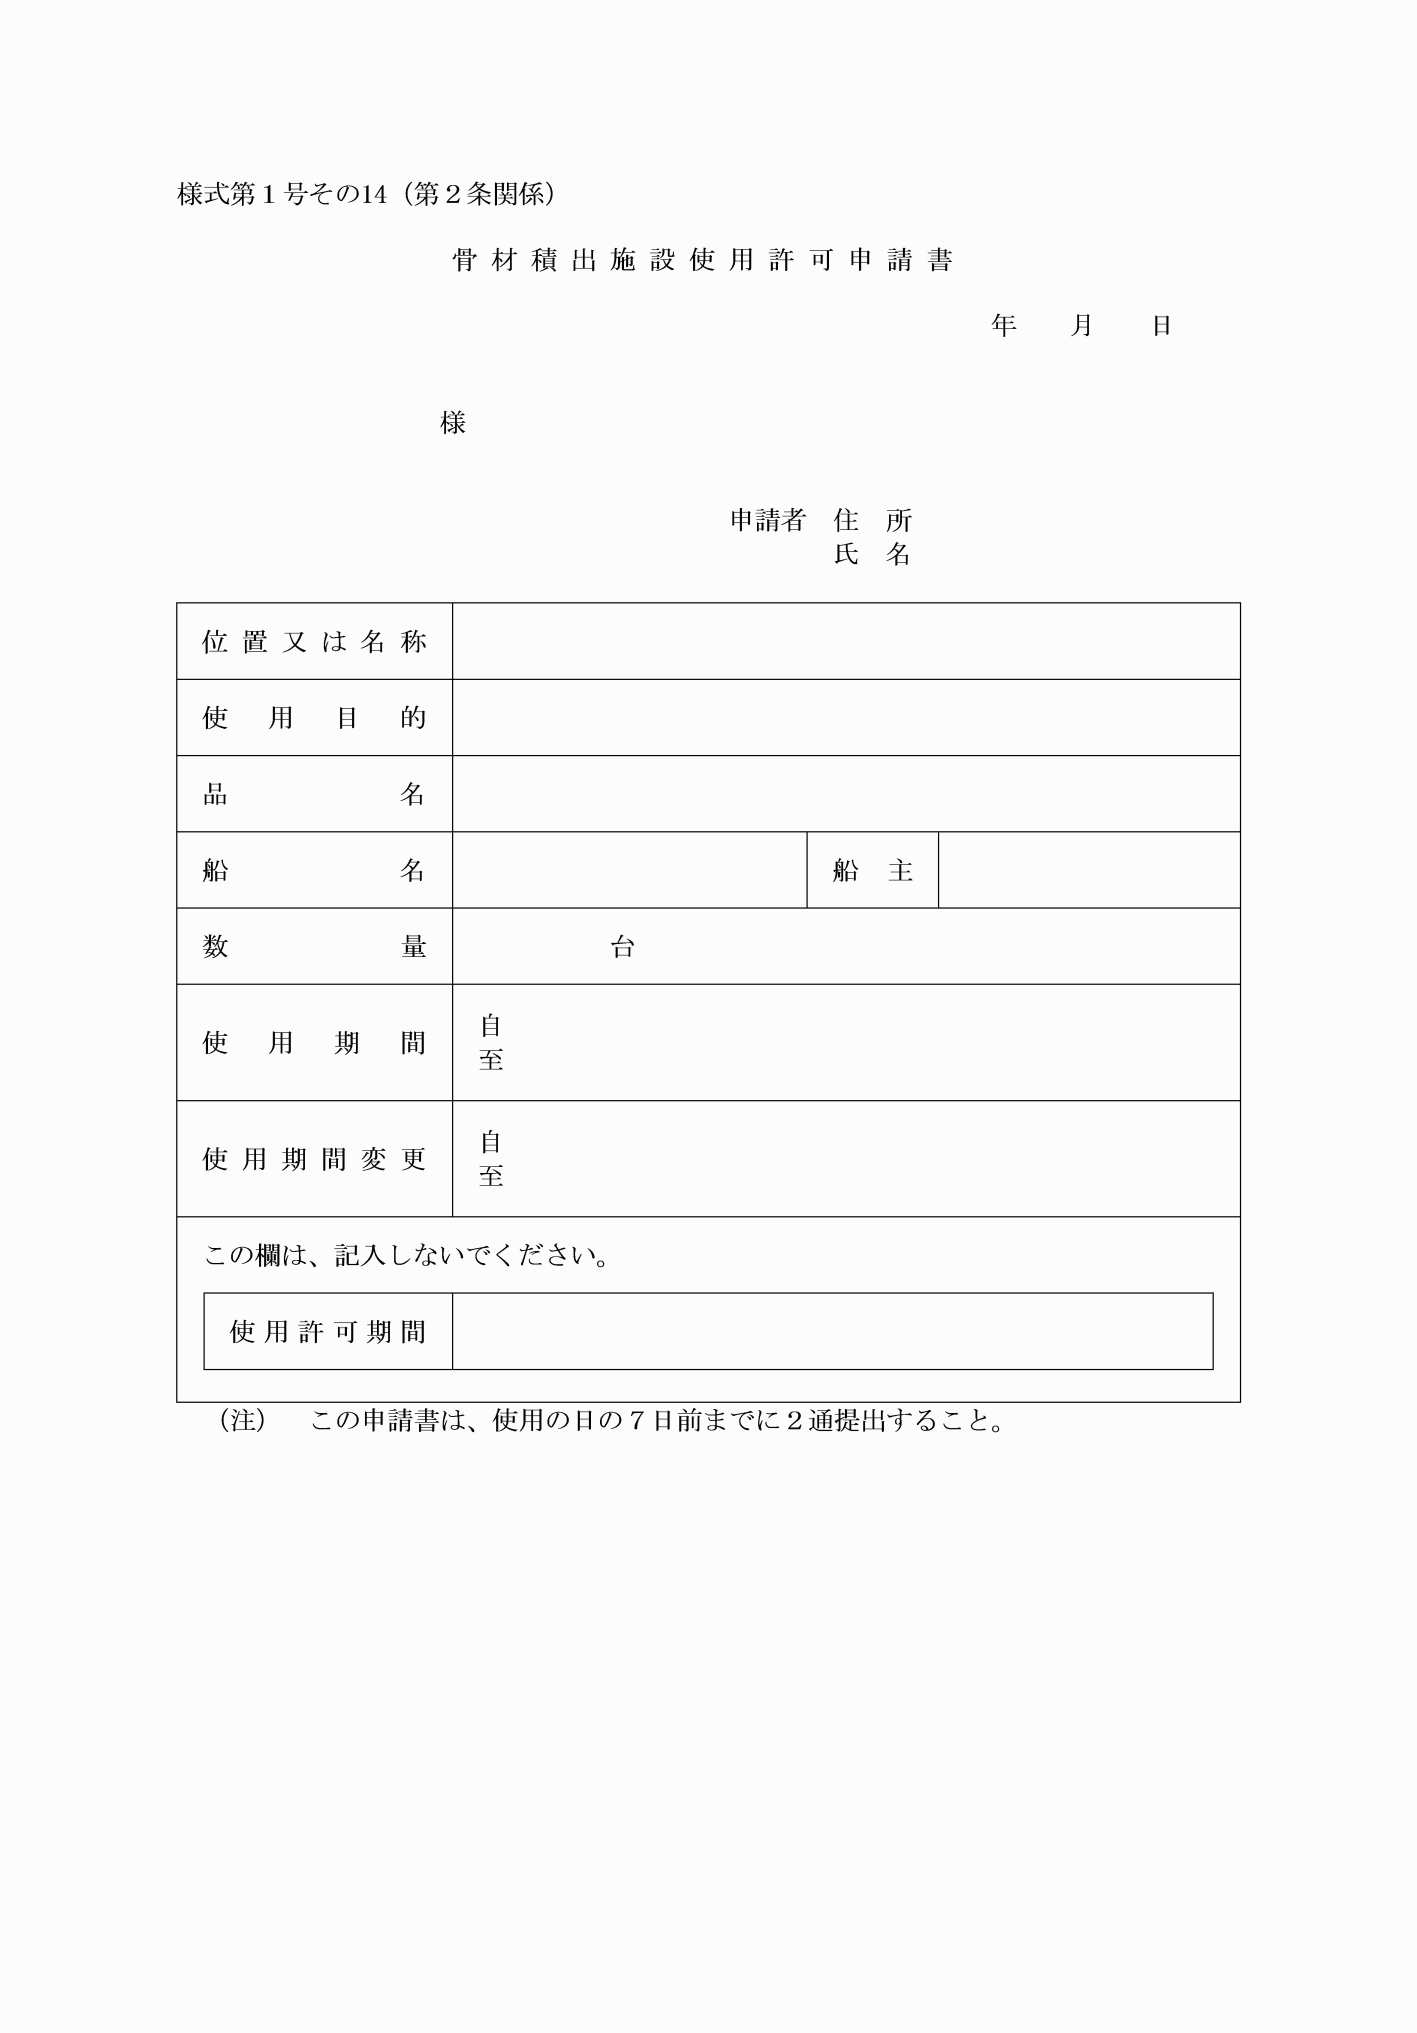 様式第１号その14（第２条関係）
骨材積出施設使用許可申請書
年　　月　　日
様
申請者　住　所
氏　名
位置又は名称
使用目的
品名
船名　船主
数量　台
使用期間　自
至
使用期間変更　自
至
この欄は、記入しないでください。
使用許可期間
（注）　この申請書は、使用の日の７日前までに２通提出すること。